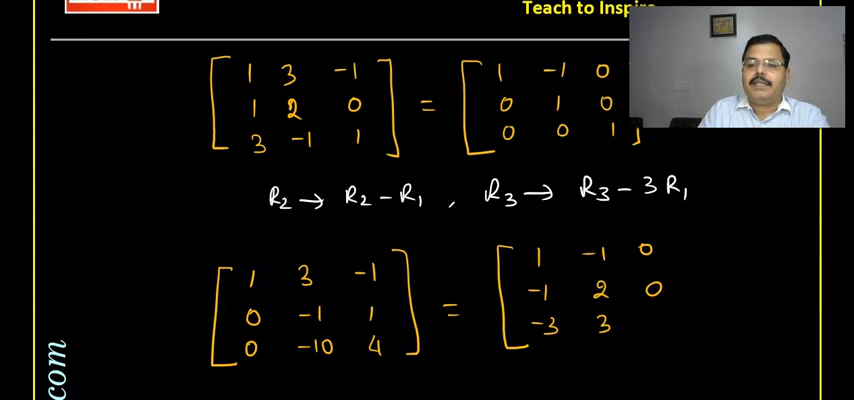 Teach to Inspire
1 3 -1 1 -1 0
1 2 0 = 0 1 0
3 -1 1 0 0 1
R2 → R2 - R1 , R3 → R3 - 3R1
1 3 -1 1 -1 0
0 -1 1 = -1 2 0
0 -10 4 -3 3
com